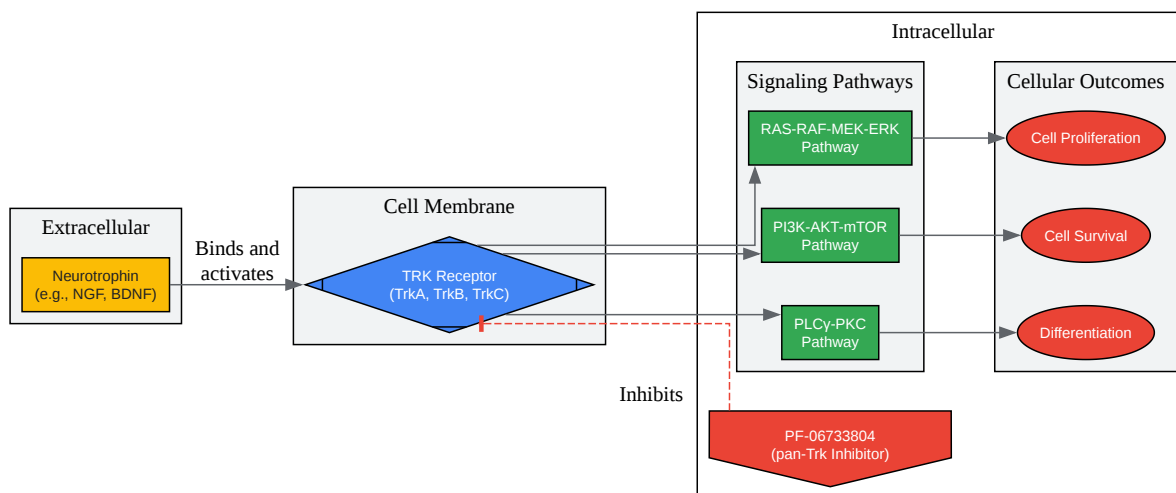 Intracellular
Signaling Pathways
Cellular Outcomes
RAS-RAF-MEK-ERK
Pathway
Cell Proliferation
Cell Membrane
Extracellular
Binds and
activates
Neurotrophin
(e.g., NGF, BDNF)
TRK Receptor
(TrkA, TrkB, TrkC)
PI3K-AKT-mTOR
Pathway
Cell Survival
PLCγ-PKC
Pathway
Differentiation
Inhibits
PF-06733804
(pan-Trk Inhibitor)